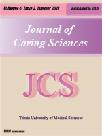 Journal of
Caring Sciences
JCS
Tabriz University of Medical Sciences